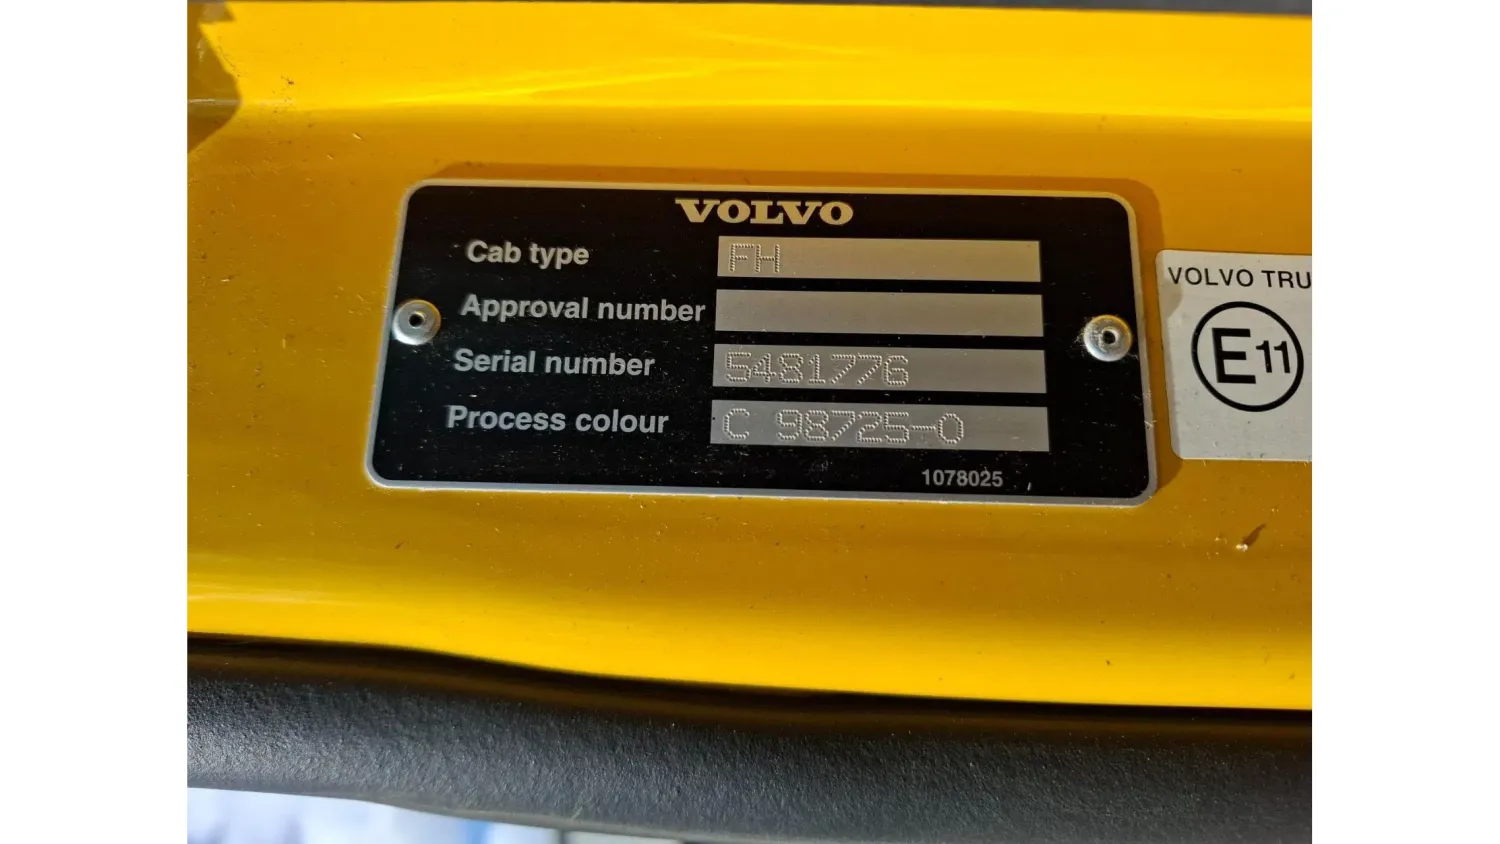 VOLVO
Cab type FH
Approval number
Serial number 5481776
Process colour C 98725-0
1078025
VOLVO TRU
E11